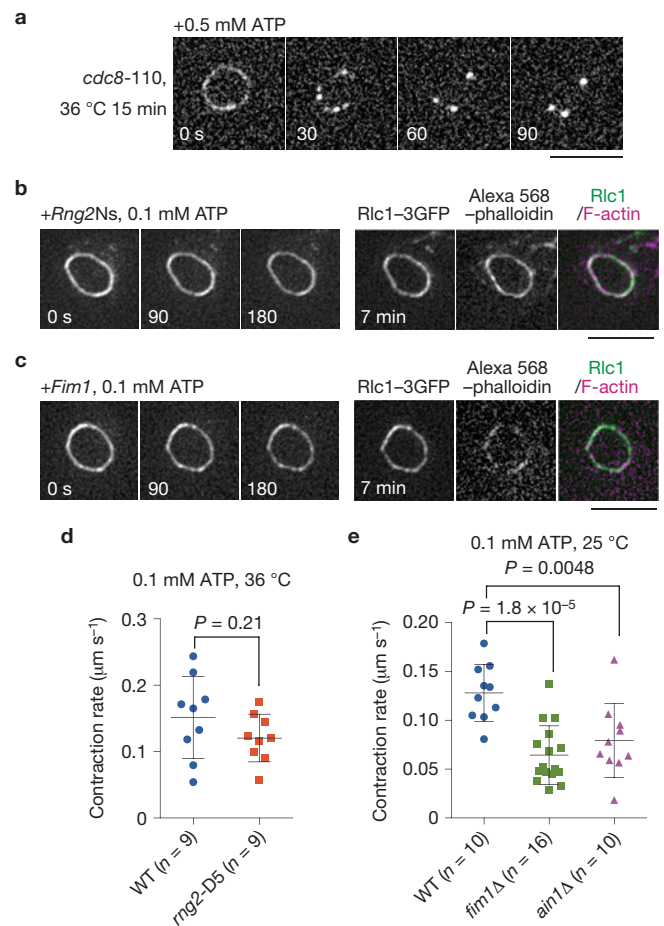 a
+0.5 mM ATP
cdc8-110,
36 °C 15 min
0 s
30
60
90
b
+Rng2Ns, 0.1 mM ATP
Rlc1–3GFP
Alexa 568
–phalloidin
Rlc1
/F-actin
0 s
90
180
7 min
c
+Fim1, 0.1 mM ATP
Rlc1–3GFP
Alexa 568
–phalloidin
Rlc1
/F-actin
0 s
90
180
7 min
d
0.1 mM ATP, 36 °C
P = 0.21
Contraction rate (μm s⁻¹)
0.3
0.2
0.1
0
WT (n = 9)
rng2-D5 (n = 9)
e
0.1 mM ATP, 25 °C
P = 0.0048
P = 1.8 × 10⁻⁵
Contraction rate (μm s⁻¹)
0.20
0.15
0.10
0.05
0
WT (n = 10)
fim1Δ (n = 16)
ain1Δ (n = 10)